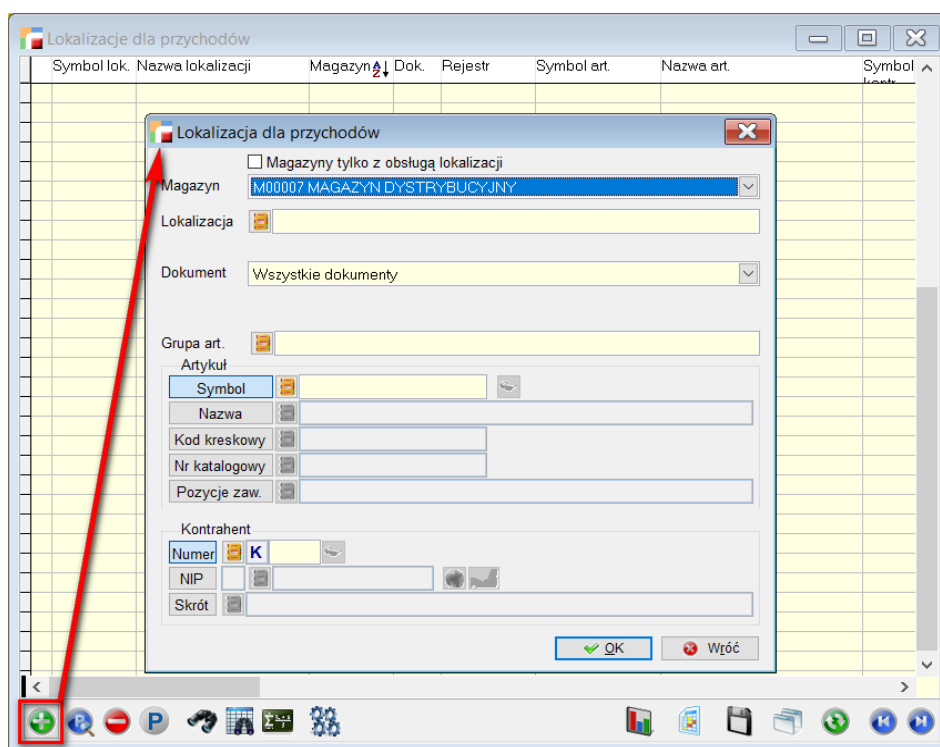 Lokalizacje dla przychodów
Symbol lok. Nazwa lokalizacji Magazyn Dok. Rejestr Symbol art. Nazwa art. Symbol
Lokalizacja dla przychodów
Magazyny tylko z obsługą lokalizacji
Magazyn M00007 MAGAZYN DYSTRYBUCYJNY
Lokalizacja
Dokument Wszystkie dokumenty
Grupa art.
Artykuł
Symbol
Nazwa
Kod kreskowy
Nr katalogowy
Pozycje zaw.
Kontrahent
Numer K
NIP
Skrót
OK Wróć